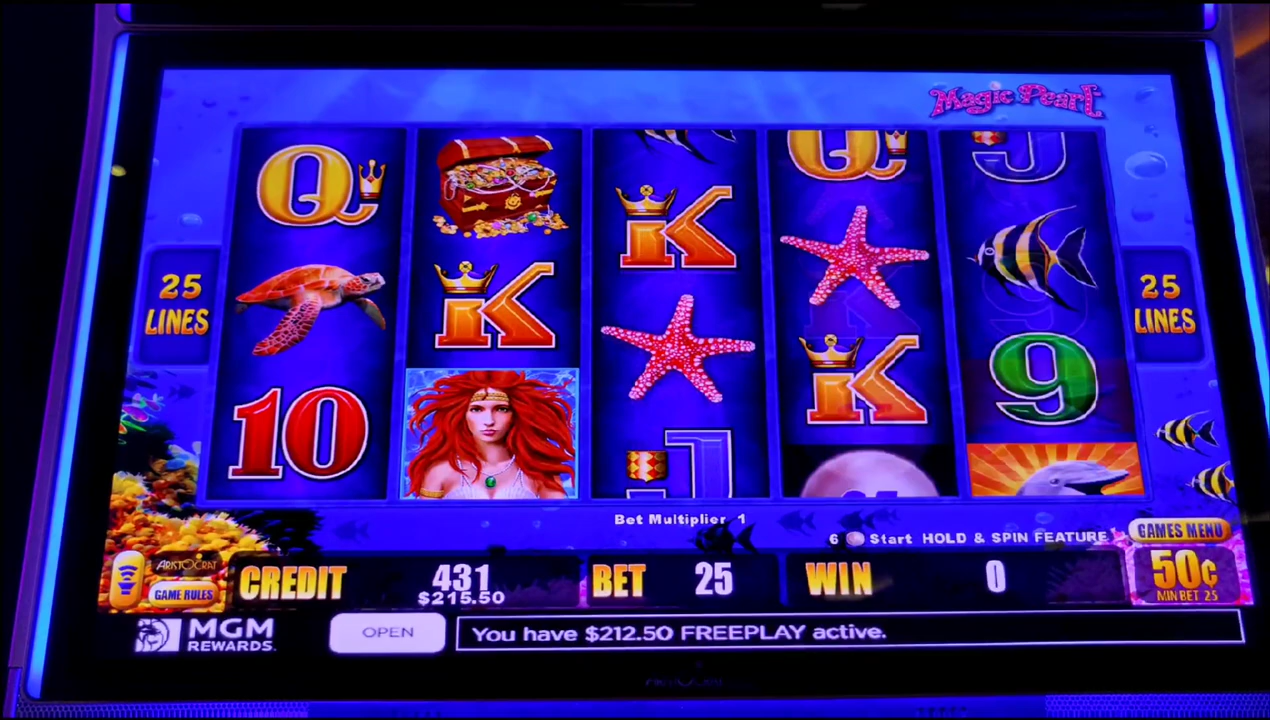 Magic Pearl
Q
Q
J
K
25
LINES
K
25
LINES
K
9
10
J
Bet Multiplier 1
6 Start HOLD & SPIN FEATURE
GAMES MENU
ARISTOCRAT
GAME RULES
CREDIT 431
$215.50
BET 25
WIN 0
50¢
MIN BET 25
MGM
REWARDS
OPEN
You have $212.50 FREEPLAY active.